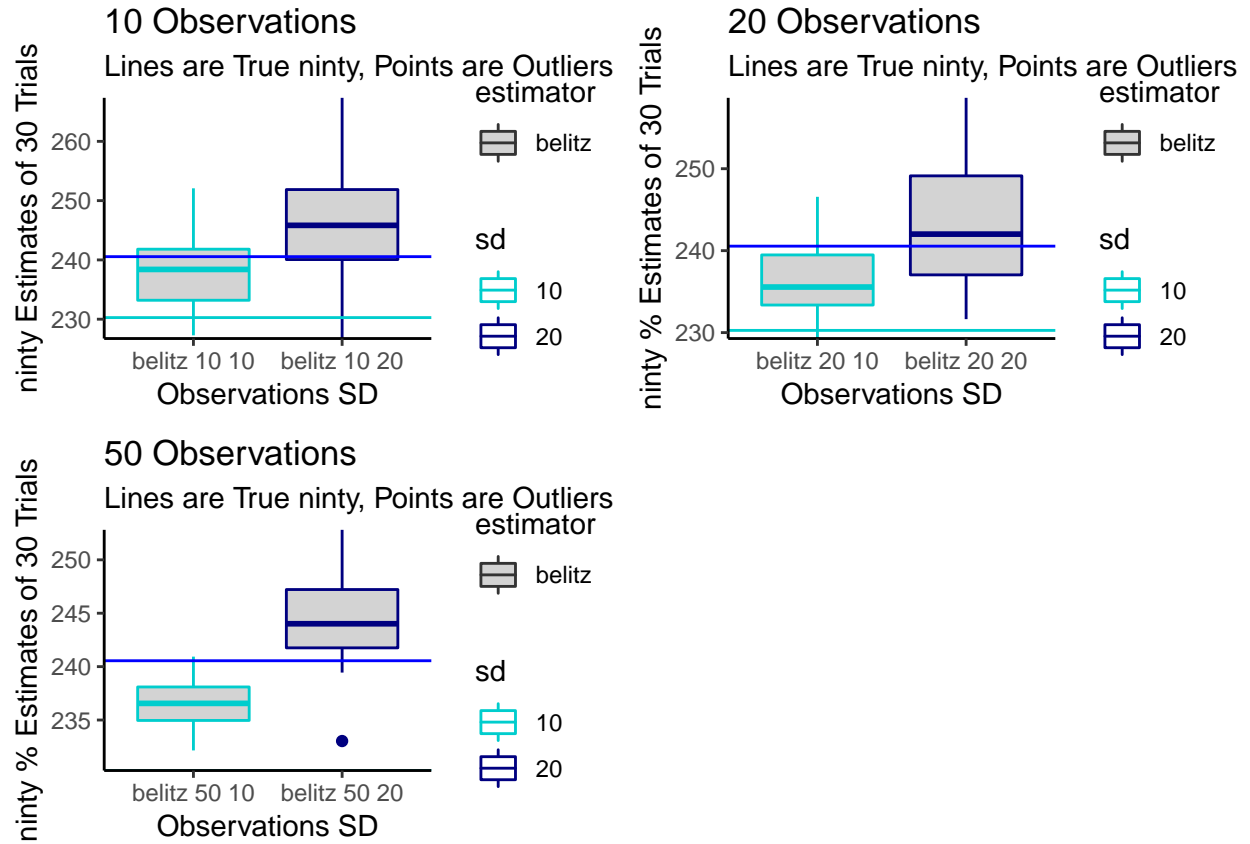 10 Observations
Lines are True ninty, Points are Outliers
ninty Estimates of 30 Trials
260
250
240
230
belitz 10 10 belitz 10 20
Observations SD
estimator
belitz
sd
10
20
20 Observations
Lines are True ninty, Points are Outliers
ninty % Estimates of 30 Trials
250
240
230
belitz 20 10 belitz 20 20
Observations SD
estimator
belitz
sd
10
20
50 Observations
Lines are True ninty, Points are Outliers
ninty % Estimates of 30 Trials
250
245
240
235
belitz 50 10 belitz 50 20
Observations SD
estimator
belitz
sd
10
20